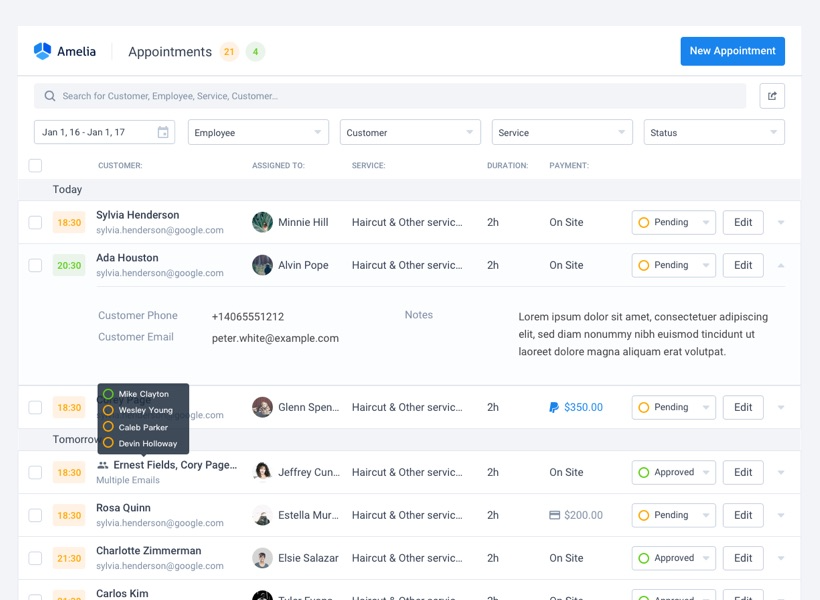 Amelia
Appointments 21 4
New Appointment
Search for Customer, Employee, Service, Customer...
Jan 1, 16 - Jan 1, 17 Employee Customer Service Status
CUSTOMER: ASSIGNED TO: SERVICE: DURATION: PAYMENT:
Today
18:30 Sylvia Henderson Minnie Hill Haircut & Other servic... 2h On Site Pending Edit
sylvia.henderson@google.com
20:30 Ada Houston Alvin Pope Haircut & Other servic... 2h On Site Pending Edit
sylvia.henderson@google.com
Customer Phone +14065551212 Notes Lorem ipsum dolor sit amet, consectetuer adipiscing
Customer Email peter.white@example.com elit, sed diam nonummy nibh euismod tincidunt ut
laoreet dolore magna aliquam erat volutpat.
Mike Clayton
Wesley Young
Caleb Parker
Devin Holloway
18:30 Glenn Spen... Haircut & Other servic... 2h $350.00 Pending Edit
google.com
Tomorrow
18:30 Ernest Fields, Cory Page... Jeffrey Cun... Haircut & Other servic... 2h On Site Approved Edit
Multiple Emails
18:30 Rosa Quinn Estella Mur... Haircut & Other servic... 2h $200.00 Pending Edit
sylvia.henderson@google.com
21:30 Charlotte Zimmerman Elsie Salazar Haircut & Other servic... 2h On Site Approved Edit
sylvia.henderson@google.com
Carlos Kim